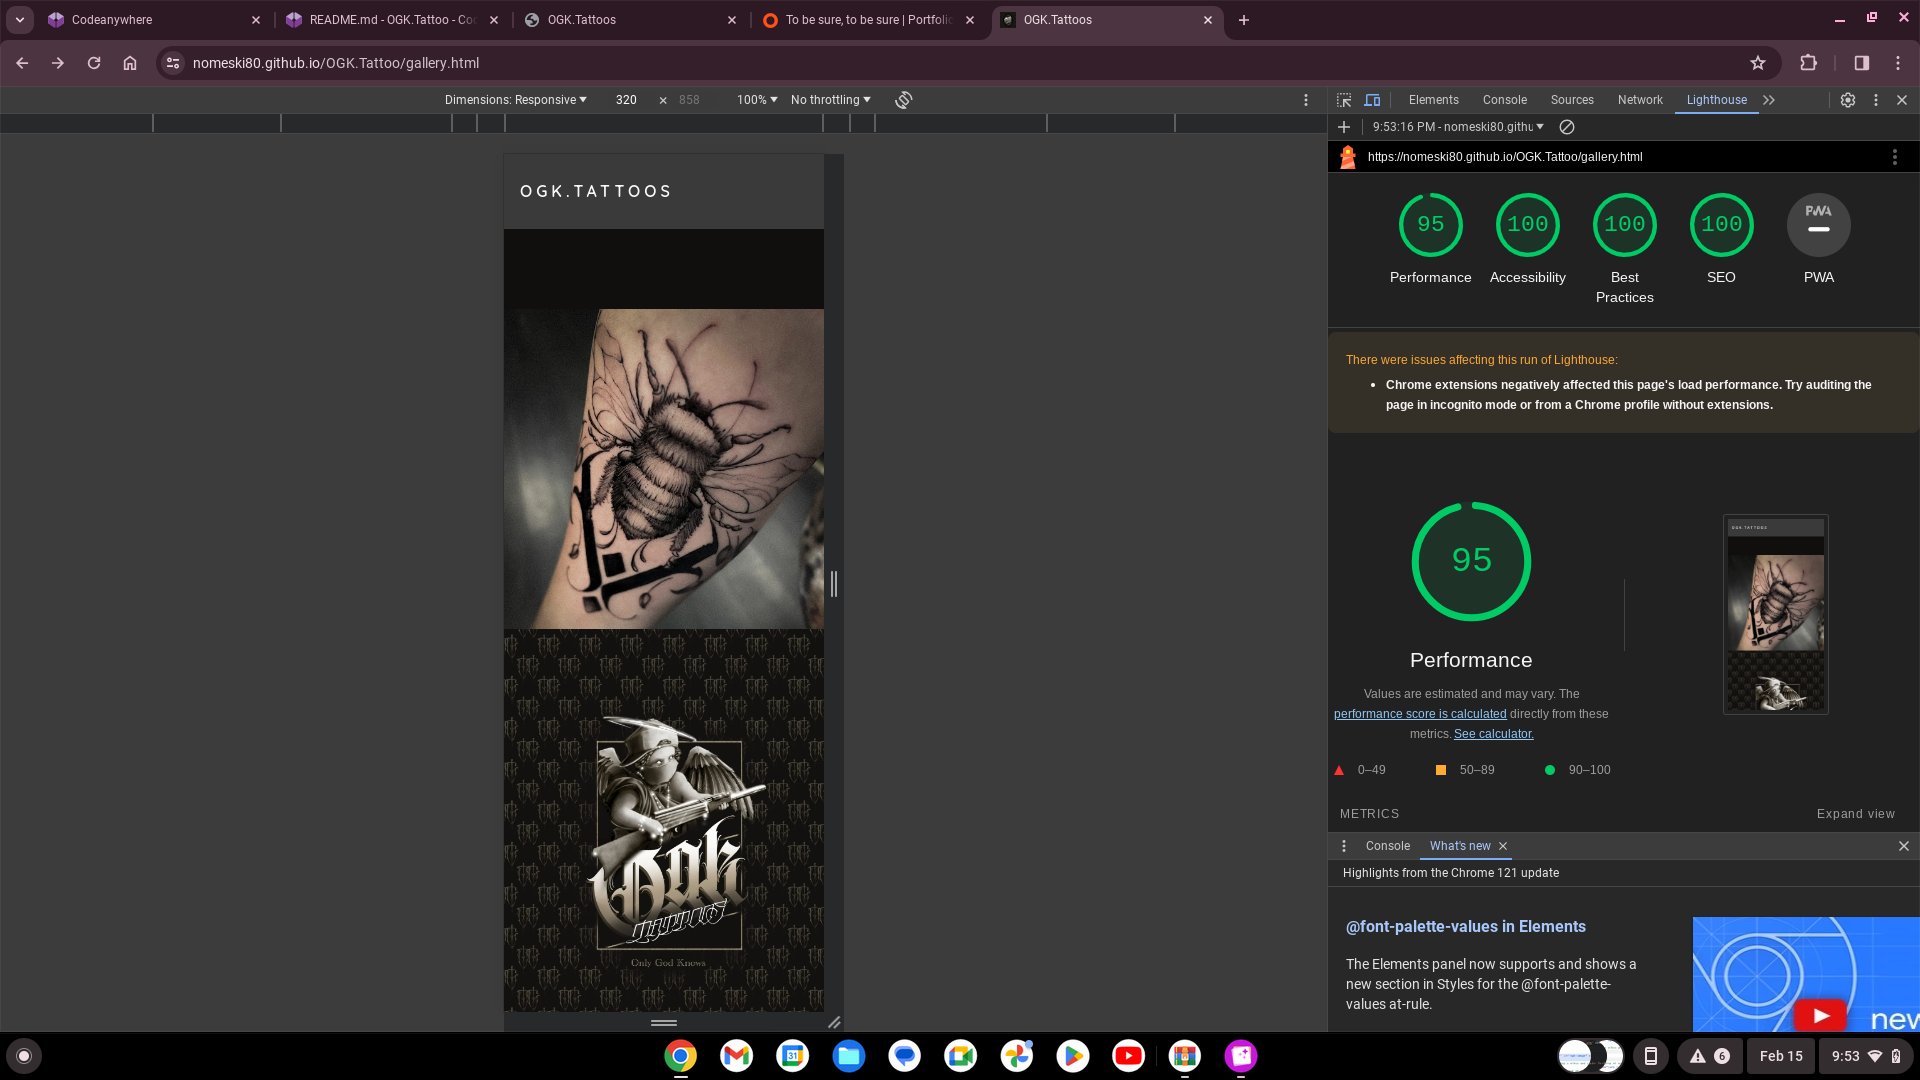 Codeanywhere
README.md - OGK.Tattoo - Co
OGK.Tattoos
To be sure, to be sure | Portfolio
OGK.Tattoos
nomeski80.github.io/OGK.Tattoo/gallery.html
Dimensions: Responsive
320
×
858
100%
No throttling
Elements
Console
Sources
Network
Lighthouse
9:53:16 PM - nomeski80.githu
https://nomeski80.github.io/OGK.Tattoo/gallery.html
OGK.TATTOOS
95
100
100
100
PWA
Performance
Accessibility
Best
Practices
SEO
PWA
There were issues affecting this run of Lighthouse:
Chrome extensions negatively affected this page's load performance. Try auditing the
page in incognito mode or from a Chrome profile without extensions.
95
Performance
Values are estimated and may vary. The
performance score is calculated directly from these
metrics. See calculator.
0–49
50–89
90–100
METRICS
Expand view
Ogk
tattoos
Only God Knows
Console
What's new
Highlights from the Chrome 121 update
@font-palette-values in Elements
The Elements panel now supports and shows a
new section in Styles for the @font-palette-
values at-rule.
new
31
6
Feb 15
9:53